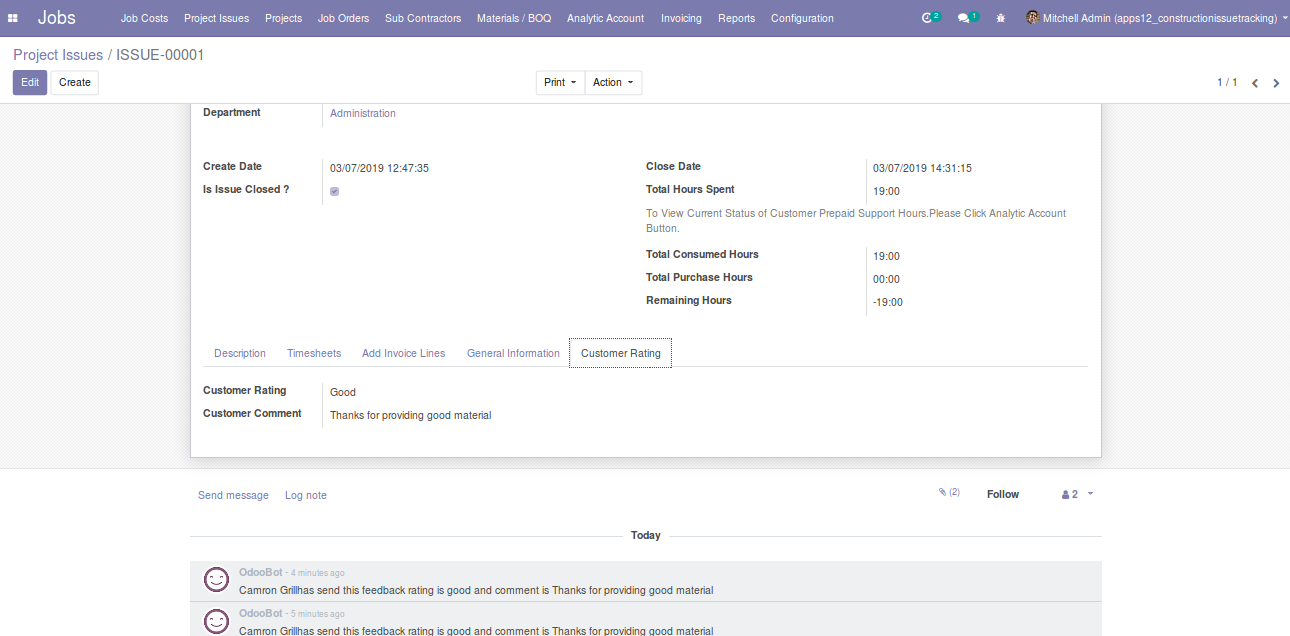 Jobs Job Costs Project Issues Projects Job Orders Sub Contractors Materials / BOQ Analytic Account Invoicing Reports Configuration 2 1 Mitchell Admin (apps12_constructionissuetracking)
Project Issues / ISSUE-00001
Edit Create Print Action 1 / 1
Department Administration
Create Date 03/07/2019 12:47:35 Close Date 03/07/2019 14:31:15
Is Issue Closed ? Total Hours Spent 19:00
To View Current Status of Customer Prepaid Support Hours.Please Click Analytic Account
Button.
Total Consumed Hours 19:00
Total Purchase Hours 00:00
Remaining Hours -19:00
Description Timesheets Add Invoice Lines General Information Customer Rating
Customer Rating Good
Customer Comment Thanks for providing good material
Send message Log note (2) Follow 2
Today
OdooBot - 4 minutes ago
Camron Grillhas send this feedback rating is good and comment is Thanks for providing good material
OdooBot - 5 minutes ago
Camron Grillhas send this feedback rating is good and comment is Thanks for providing good material